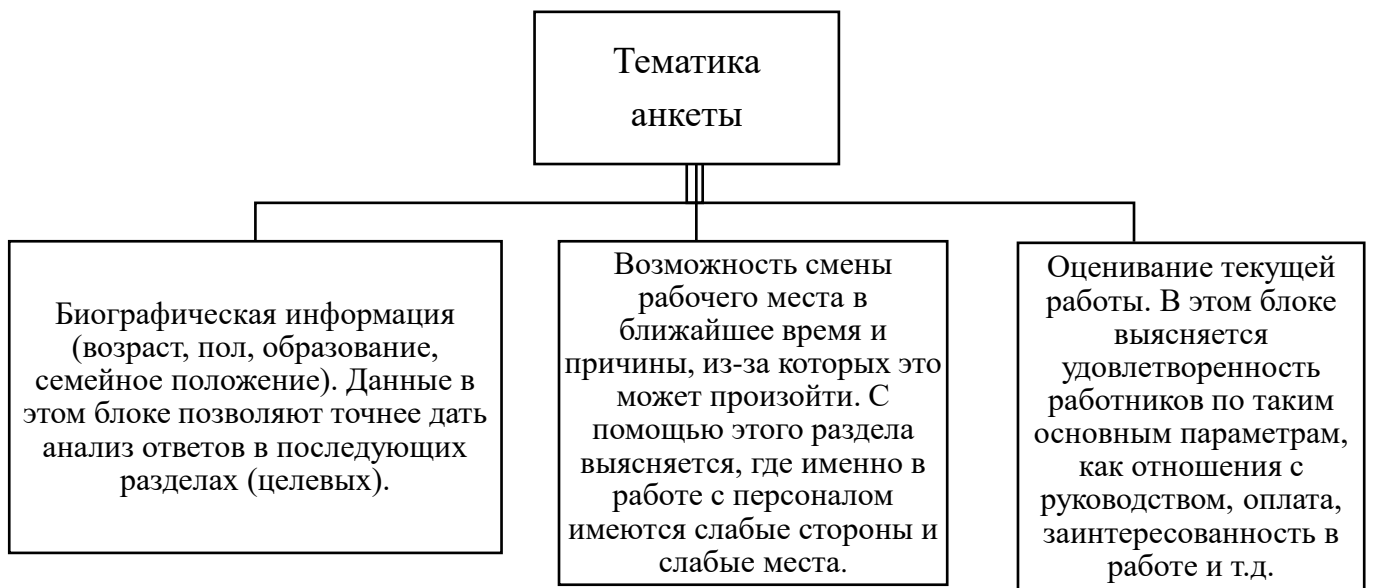 Тематика
анкеты
Биографическая информация
(возраст, пол, образование,
семейное положение). Данные в
этом блоке позволяют точнее дать
анализ ответов в последующих
разделах (целевых).
Возможность смены
рабочего места в
ближайшее время и
причины, из-за которых это
может произойти. С
помощью этого раздела
выясняется, где именно в
работе с персоналом
имеются слабые стороны и
слабые места.
Оценивание текущей
работы. В этом блоке
выясняется
удовлетворенность
работников по таким
основным параметрам,
как отношения с
руководством, оплата,
заинтересованность в
работе и т.д.